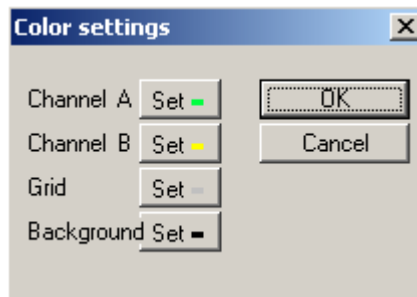 Color settings
Channel A Set OK
Channel B Set Cancel
Grid Set
Background Set